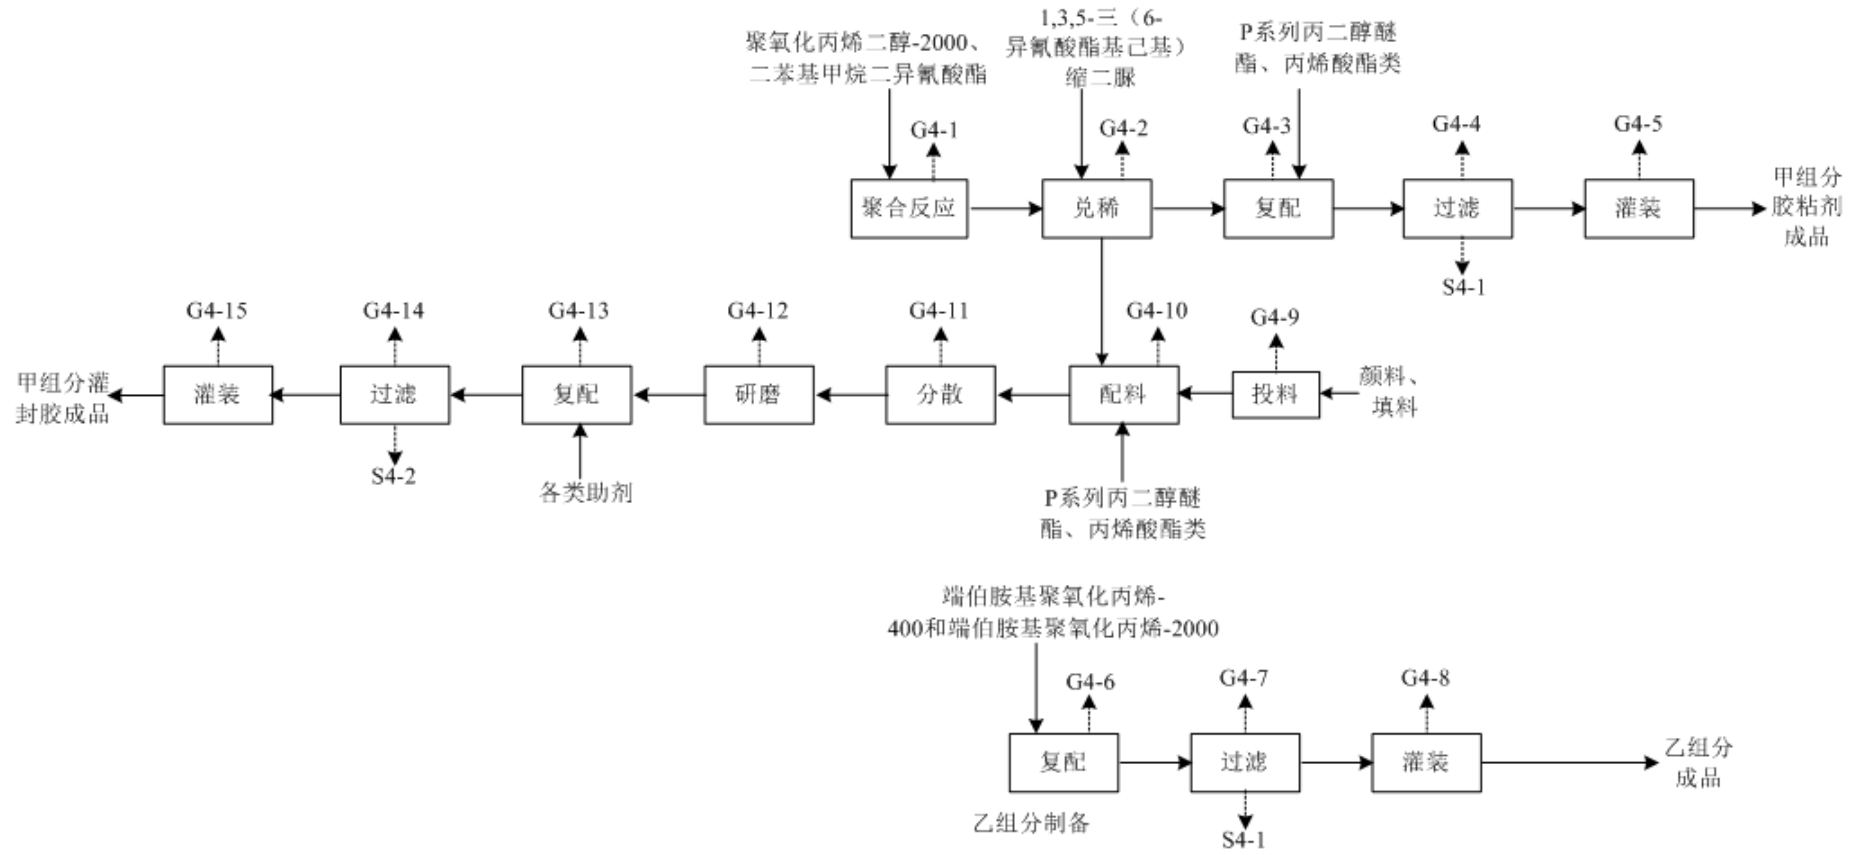 聚氧化丙烯二醇-2000、
二苯基甲烷二异氰酸酯
1,3,5-三（6-
异氰酸酯基己基）
缩二脲
P系列丙二醇醚
酯、丙烯酸酯类
G4-1
G4-2
G4-3
G4-4
G4-5
聚合反应
兑稀
复配
过滤
灌装
甲组分
胶粘剂
成品
S4-1
G4-15
G4-14
G4-13
G4-12
G4-11
G4-10
G4-9
甲组分灌
封胶成品
灌装
过滤
复配
研磨
分散
配料
投料
颜料、
填料
S4-2
各类助剂
P系列丙二醇醚
酯、丙烯酸酯类
端伯胺基聚氧化丙烯-
400和端伯胺基聚氧化丙烯-2000
G4-6
G4-7
G4-8
复配
过滤
灌装
乙组分
成品
乙组分制备
S4-1